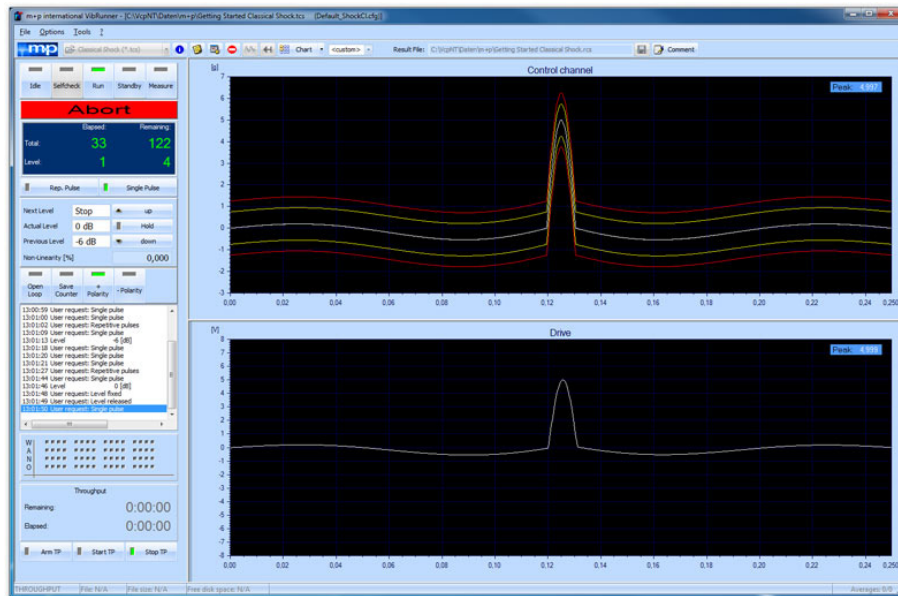 m+p international VibRunner - [C:\VcpNT\Daten\m+p\Getting Started Classical Shock.tcs (Default_ShockCl.cfg)]
File Options Tools ?
mp Classical Shock (*.tcs) Chart <custom> Result File: C:\VcpNT\Daten\m+p\Getting Started Classical Shock.rcs Comment
Idle Selfcheck Run Standby Measure
Abort
Elapsed: Remaining:
Total: 33 122
Level: 1 4
Rep. Pulse Single Pulse
Next Level Stop up
Actual Level 0 dB Hold
Previous Level -6 dB down
Non-Linearity [%] 0,000
Open Loop Save Counter + Polarity - Polarity
13:00:59 User request: Single pulse
13:01:00 User request: Single pulse
13:01:02 User request: Repetitive pulses
13:01:09 User request: Single pulse
13:01:13 Level -6 [dB]
13:01:18 User request: Single pulse
13:01:20 User request: Single pulse
13:01:21 User request: Single pulse
13:01:27 User request: Repetitive pulses
13:01:44 User request: Single pulse
13:01:46 Level 0 [dB]
13:01:48 User request: Level fixed
13:01:49 User request: Level released
13:01:50 User request: Single pulse
W
A
N
O
Throughput
Remaining: 0:00:00
Elapsed: 0:00:00
Arm TP Start TP Stop TP
[g] Control channel
Peak: 4,997
7
6
5
4
3
2
1
0
-1
-2
-3
0,00 0,02 0,04 0,06 0,08 0,10 0,12 0,14 0,16 0,18 0,20 0,22 0,250
[V] Drive
Peak: 4,998
8
7
6
5
4
3
2
1
0
-1
-2
-3
-4
-5
-6
-7
-8
0,00 0,02 0,04 0,06 0,08 0,10 0,12 0,14 0,16 0,18 0,20 0,22 0,250
THROUGHPUT File: N/A File size: N/A Free disk space: N/A Averages: 0/0